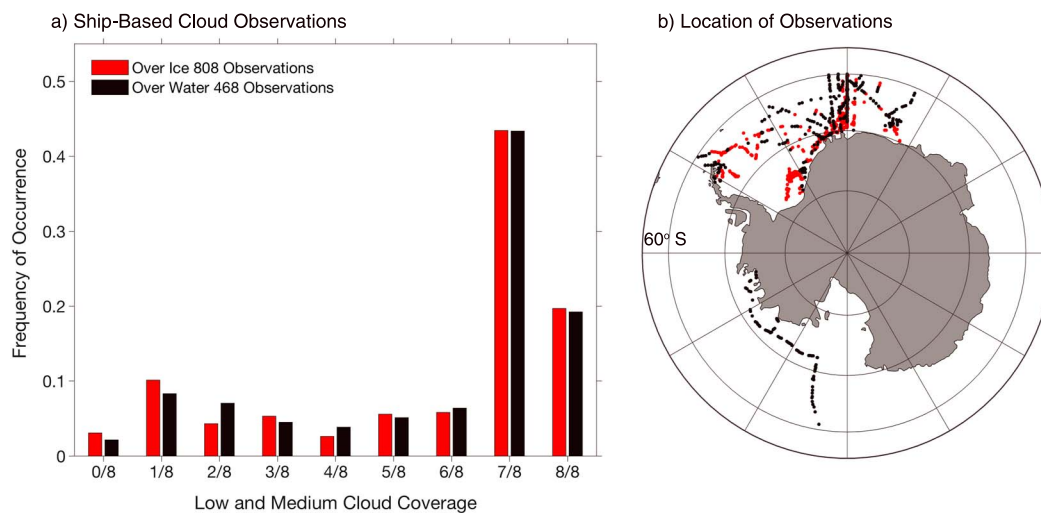 a) Ship-Based Cloud Observations
0.5
0.4
0.3
0.2
0.1
0
Frequency of Occurrence
Over Ice 808 Observations
Over Water 468 Observations
0/8 1/8 2/8 3/8 4/8 5/8 6/8 7/8 8/8
Low and Medium Cloud Coverage
b) Location of Observations
60° S